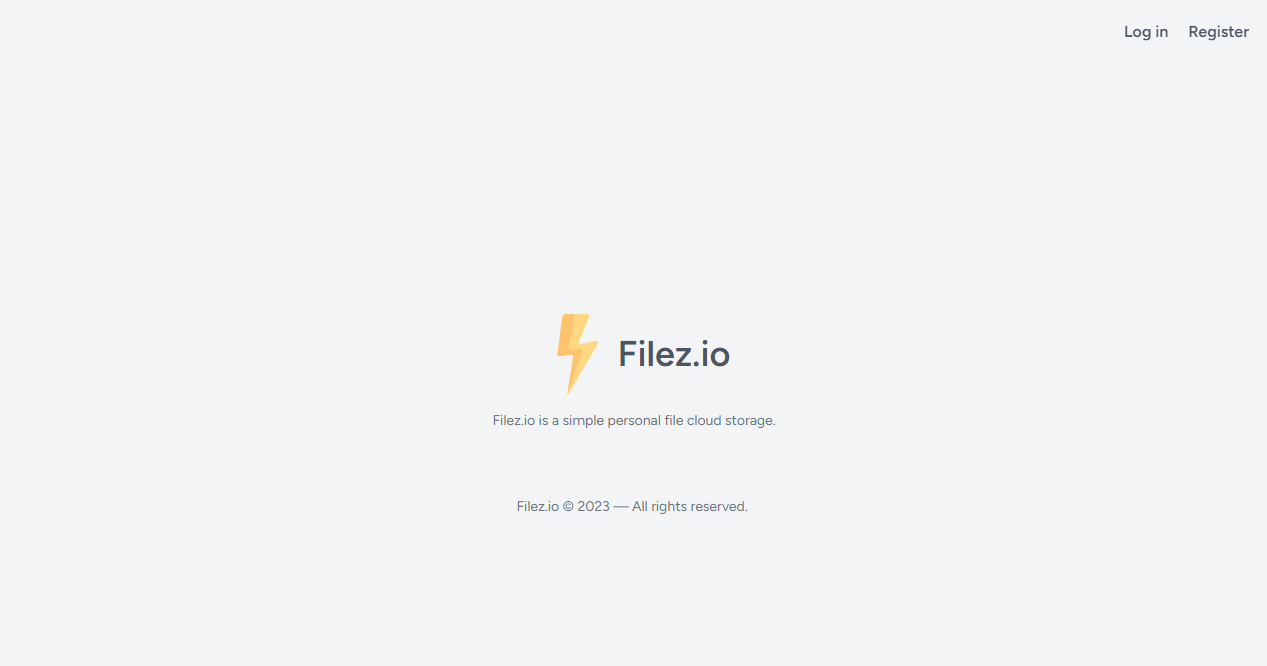 Log in Register
Filez.io
Filez.io is a simple personal file cloud storage.
Filez.io © 2023 — All rights reserved.